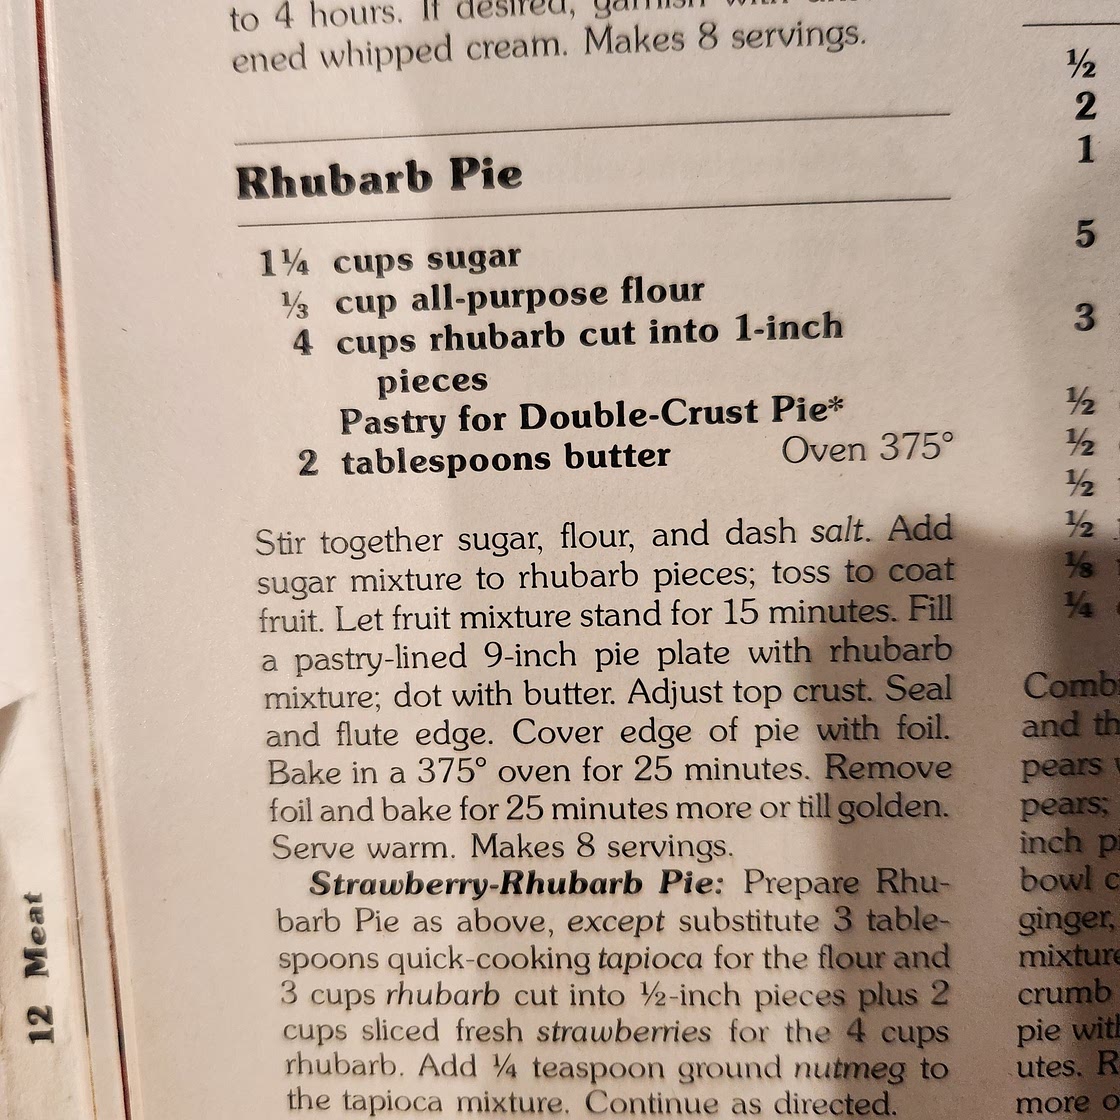 to 4 hours. If desired, garnish with
ened whipped cream. Makes 8 servings.
Rhubarb Pie
1¼ cups sugar
⅓ cup all-purpose flour
4 cups rhubarb cut into 1-inch
pieces
Pastry for Double-Crust Pie*
2 tablespoons butter Oven 375°
Stir together sugar, flour, and dash salt. Add
sugar mixture to rhubarb pieces; toss to coat
fruit. Let fruit mixture stand for 15 minutes. Fill
a pastry-lined 9-inch pie plate with rhubarb
mixture; dot with butter. Adjust top crust. Seal
and flute edge. Cover edge of pie with foil.
Bake in a 375° oven for 25 minutes. Remove
foil and bake for 25 minutes more or till golden.
Serve warm. Makes 8 servings.
Strawberry-Rhubarb Pie: Prepare Rhu-
barb Pie as above, except substitute 3 table-
spoons quick-cooking tapioca for the flour and
3 cups rhubarb cut into ½-inch pieces plus 2
cups sliced fresh strawberries for the 4 cups
rhubarb. Add ¼ teaspoon ground nutmeg to
the tapioca mixture. Continue as directed.
½
2
1
5
3
½
½
½
½
⅛
¼
Combi
and th
pears
pears;
inch p
bowl c
ginger,
mixture
crumb
pie with
utes. R
more o
12 Meat